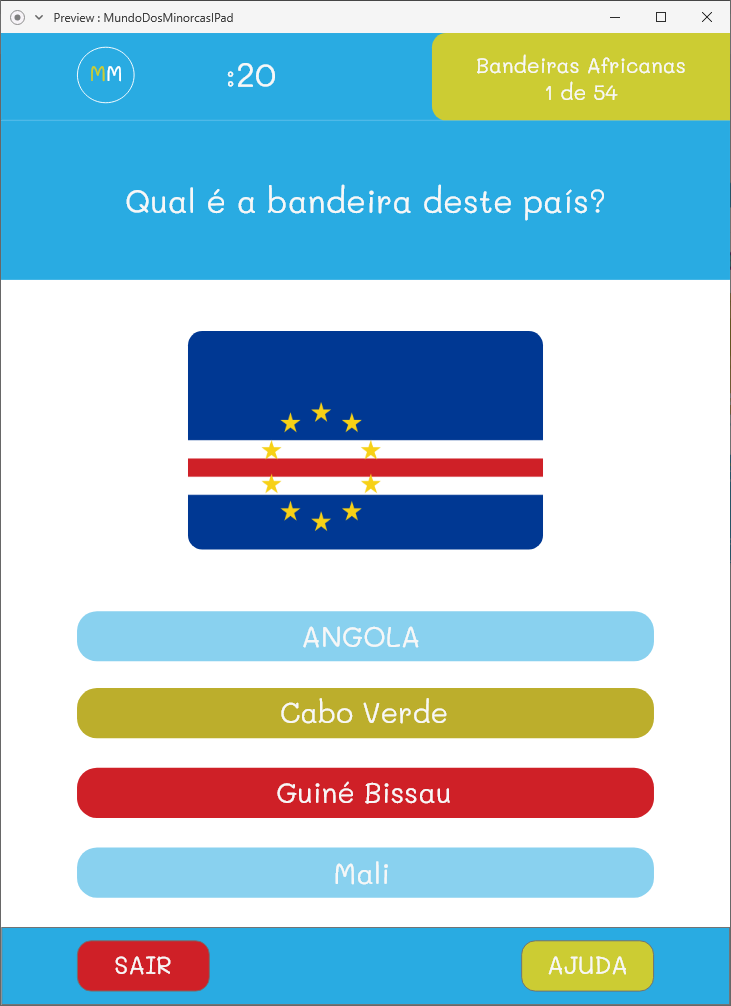 Preview : MundoDosMinorcasIPad
MM
:20
Bandeiras Africanas
1 de 54
Qual é a bandeira deste país?
ANGOLA
Cabo Verde
Guiné Bissau
Mali
SAIR
AJUDA